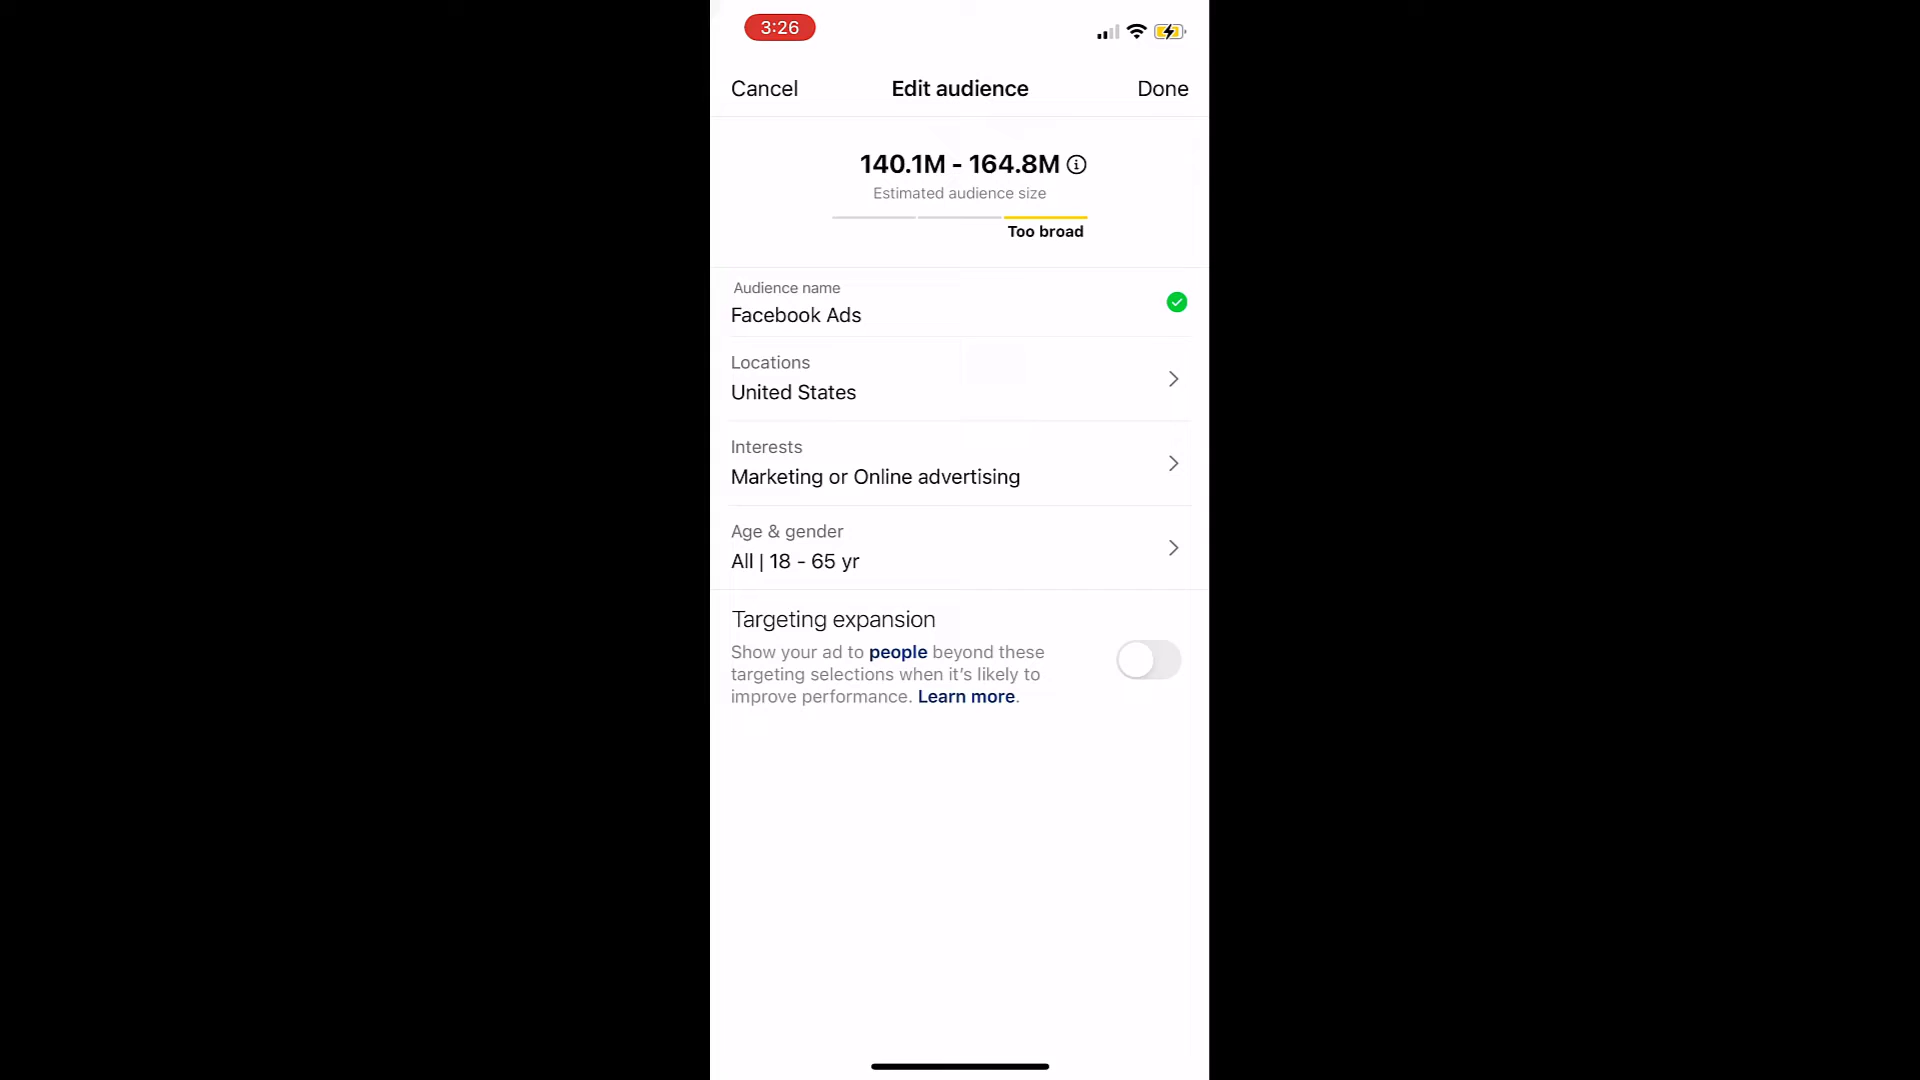 3:26
Cancel
Edit audience
Done
140.1M - 164.8M
Estimated audience size
Too broad
Audience name
Facebook Ads
Locations
United States
Interests
Marketing or Online advertising
Age & gender
All | 18 - 65 yr
Targeting expansion
Show your ad to people beyond these
targeting selections when it's likely to
improve performance. Learn more.